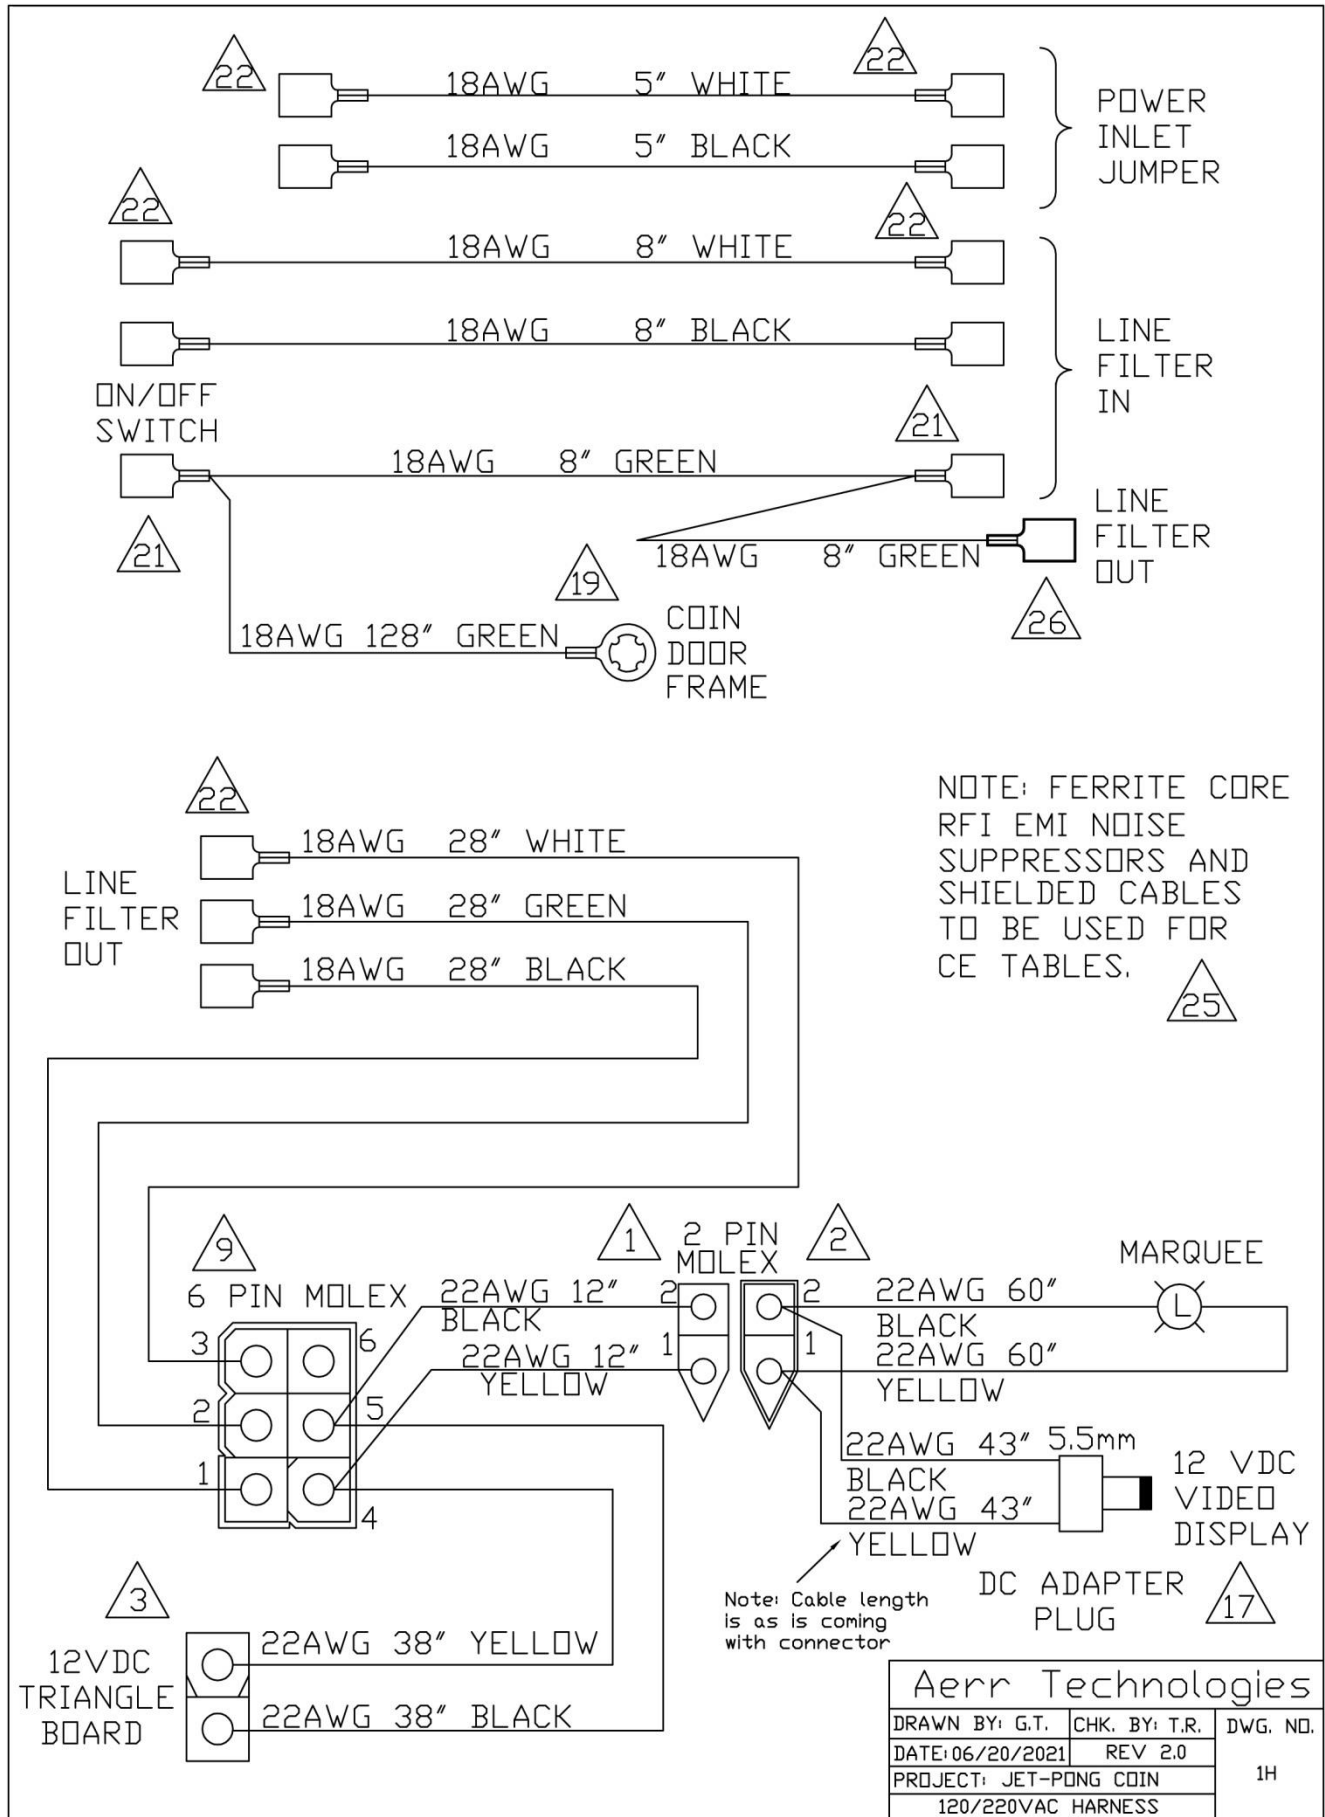 22
22
18AWG 5" WHITE
18AWG 5" BLACK
POWER
INLET
JUMPER
22
22
18AWG 8" WHITE
18AWG 8" BLACK
LINE
FILTER
IN
ON/OFF
SWITCH
21
18AWG 8" GREEN
21
LINE
FILTER
OUT
18AWG 8" GREEN
26
19
18AWG 128" GREEN
COIN
DOOR
FRAME
22
18AWG 28" WHITE
18AWG 28" GREEN
18AWG 28" BLACK
LINE
FILTER
OUT
NOTE: FERRITE CORE
RFI EMI NOISE
SUPPRESSORS AND
SHIELDED CABLES
TO BE USED FOR
CE TABLES.
25
9
6 PIN MOLEX
3
6
2
5
1
4
22AWG 12"
BLACK
22AWG 12"
YELLOW
1
2 PIN
MOLEX
2
2
1
2
1
22AWG 60"
BLACK
22AWG 60"
YELLOW
MARQUEE
L
22AWG 43"
BLACK
22AWG 43"
YELLOW
5.5mm
12 VDC
VIDEO
DISPLAY
DC ADAPTER
PLUG
17
Note: Cable length
is as is coming
with connector
3
12VDC
TRIANGLE
BOARD
22AWG 38" YELLOW
22AWG 38" BLACK
Aerr Technologies
DRAWN BY: G.T. CHK. BY: T.R. DWG. NO.
DATE: 06/20/2021 REV 2.0
1H
PROJECT: JET-PONG COIN
120/220VAC HARNESS